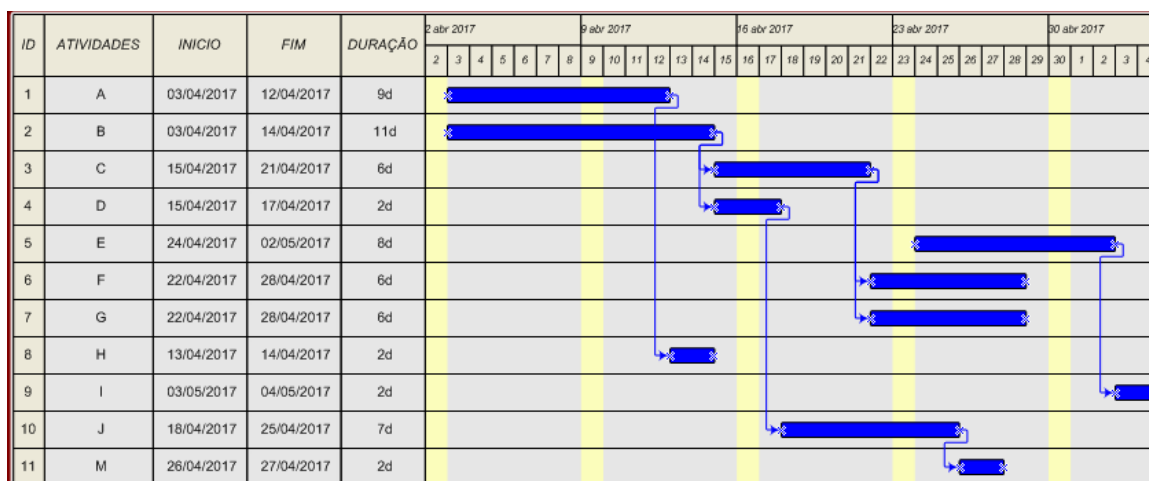 ID ATIVIDADES INICIO FIM DURAÇÃO 2 abr 2017 9 abr 2017 16 abr 2017 23 abr 2017 30 abr 2017
2 3 4 5 6 7 8 9 10 11 12 13 14 15 16 17 18 19 20 21 22 23 24 25 26 27 28 29 30 1 2 3 4
1 A 03/04/2017 12/04/2017 9d
2 B 03/04/2017 14/04/2017 11d
3 C 15/04/2017 21/04/2017 6d
4 D 15/04/2017 17/04/2017 2d
5 E 24/04/2017 02/05/2017 8d
6 F 22/04/2017 28/04/2017 6d
7 G 22/04/2017 28/04/2017 6d
8 H 13/04/2017 14/04/2017 2d
9 I 03/05/2017 04/05/2017 2d
10 J 18/04/2017 25/04/2017 7d
11 M 26/04/2017 27/04/2017 2d